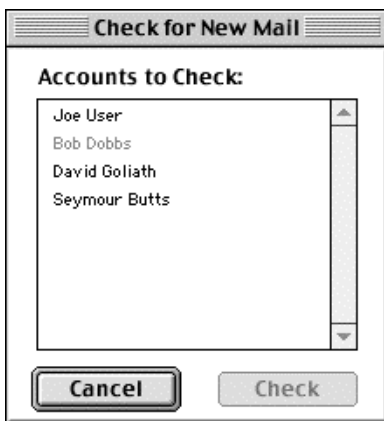 Check for New Mail
Accounts to Check:
Joe User
Bob Dobbs
David Goliath
Seymour Butts
Cancel
Check